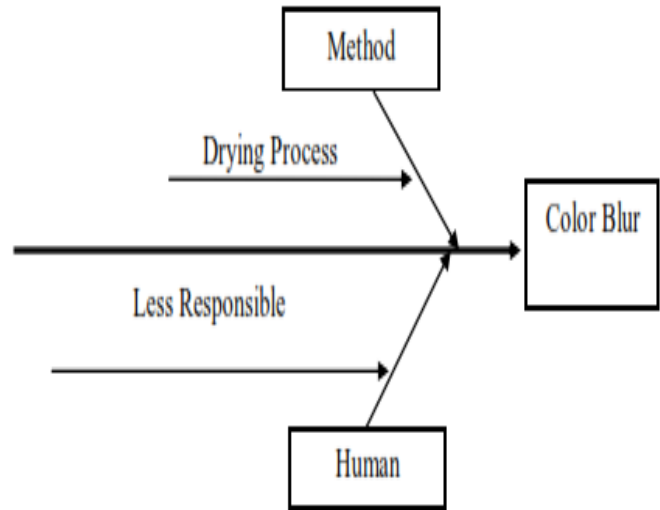 Method
Drying Process
Color Blur
Less Responsible
Human